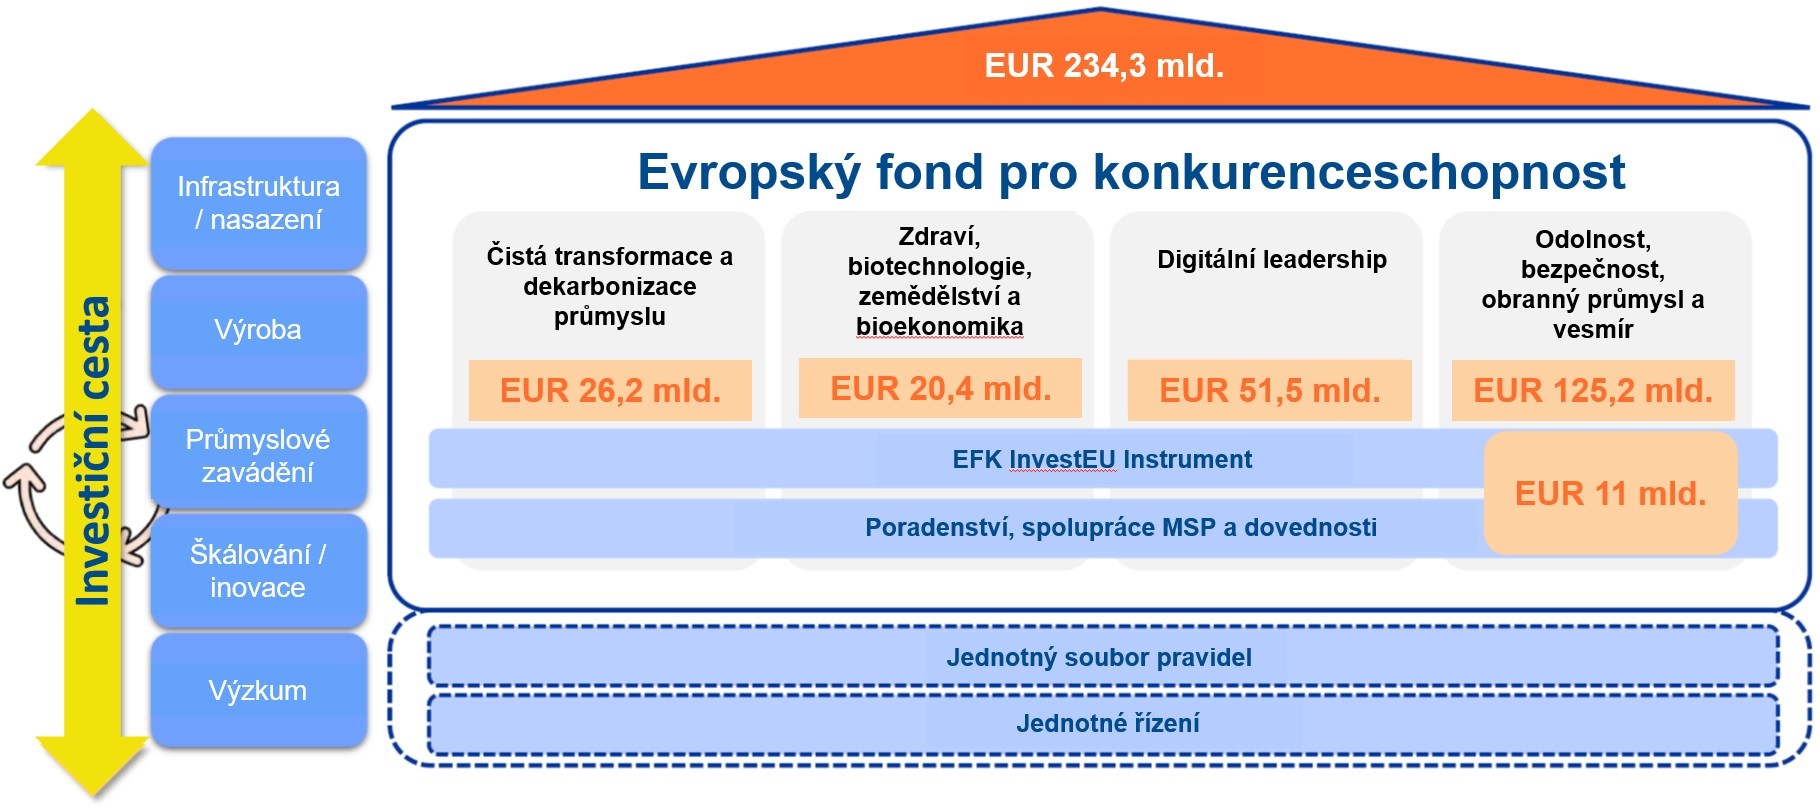 EUR 234,3 mld.
Investiční cesta
Infrastruktura
/ nasazení
Výroba
Průmyslové
zavádění
Škálování /
inovace
Výzkum
Evropský fond pro konkurenceschopnost
Čistá transformace a
dekarbonizace
průmyslu
EUR 26,2 mld.
Zdraví,
biotechnologie,
zemědělství a
bioekonomika
EUR 20,4 mld.
Digitální leadership
EUR 51,5 mld.
Odolnost,
bezpečnost,
obranný průmysl a
vesmír
EUR 125,2 mld.
EFK InvestEU Instrument
Poradenství, spolupráce MSP a dovednosti
EUR 11 mld.
Jednotný soubor pravidel
Jednotné řízení